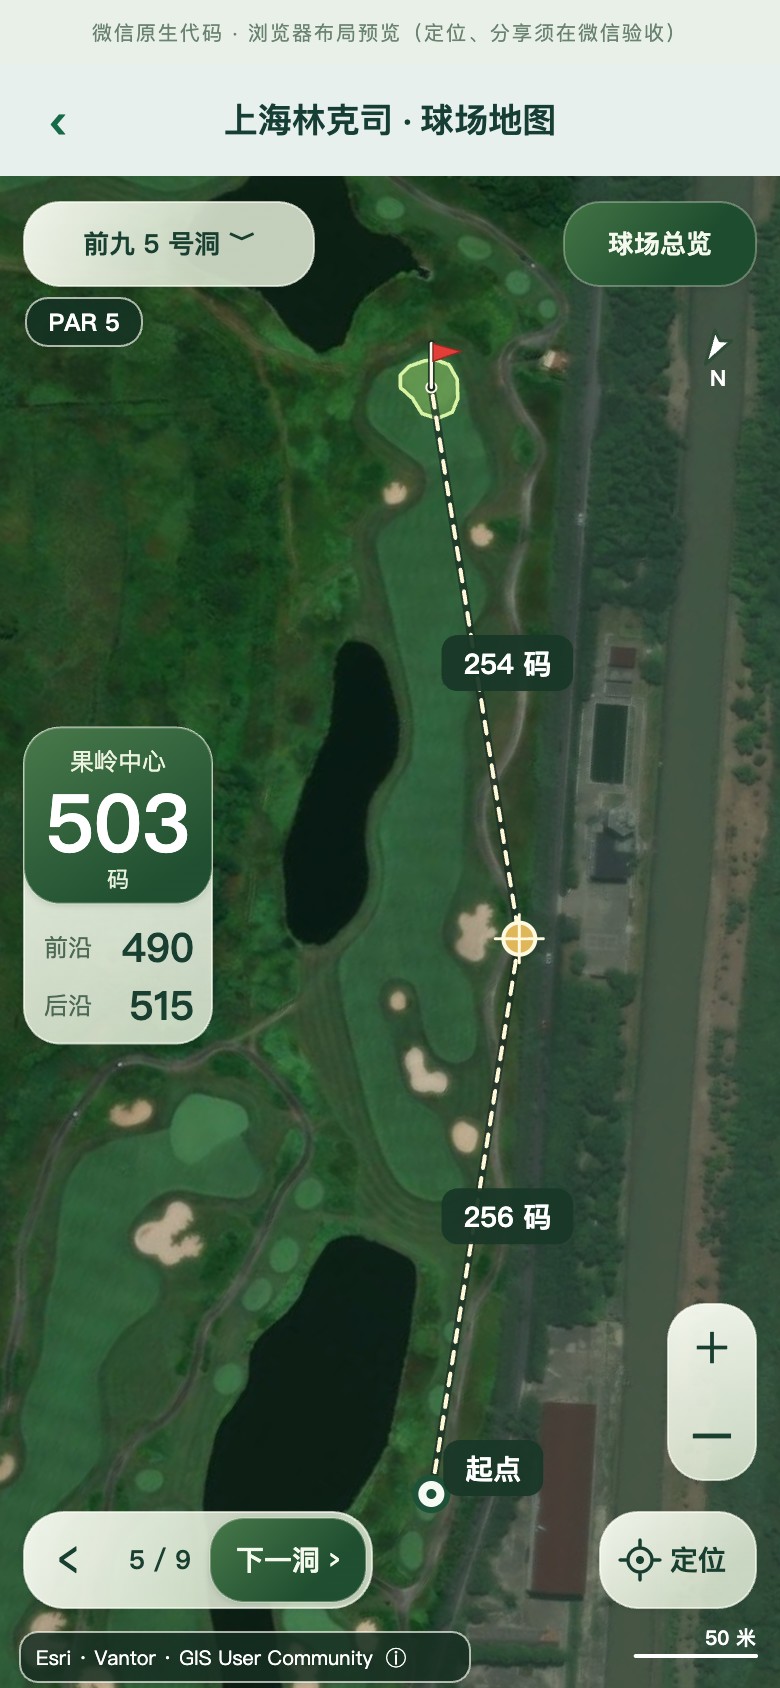 微信原生代码 · 浏览器布局预览（定位、分享须在微信验收）
‹ 上海林克司 · 球场地图
前九 5 号洞
球场总览
PAR 5
N
254 码
果岭中心
503
码
前沿 490
后沿 515
256 码
+
−
起点
< 5 / 9 下一洞 ›
定位
50 米
Esri · Vantor · GIS User Community ⓘ